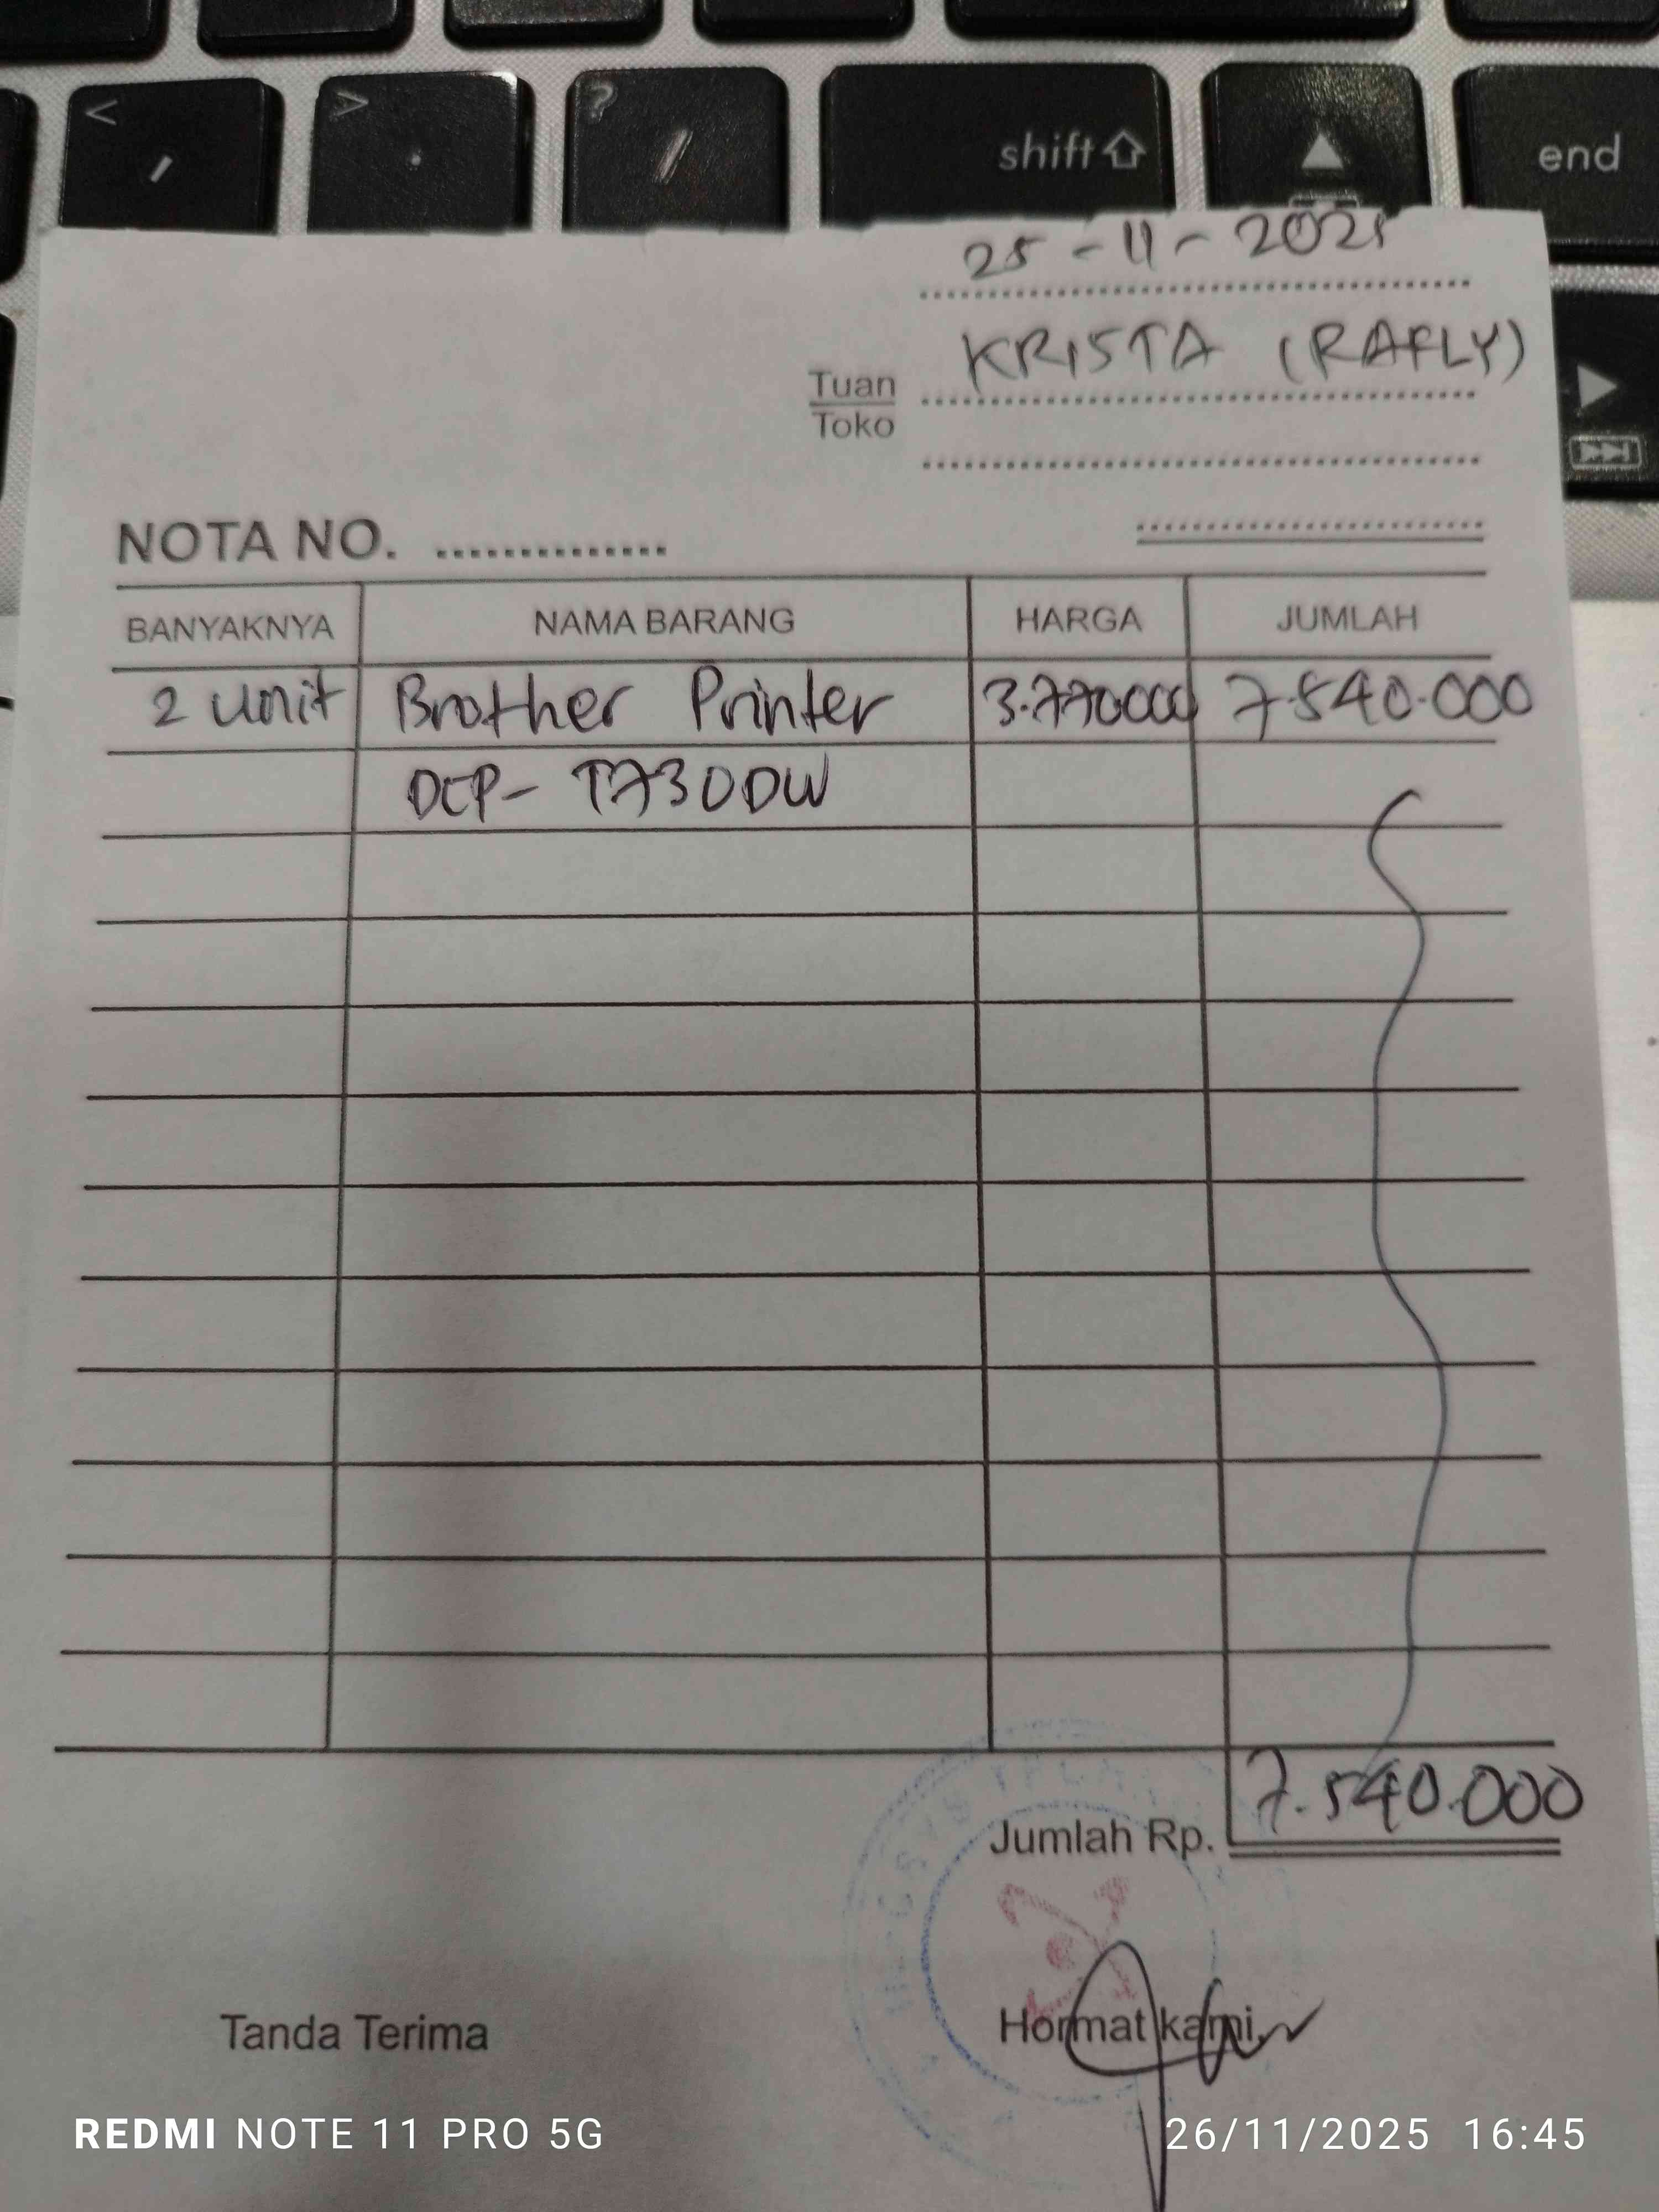 <
,
>
.
?
/
shift
end
25-11-2025
KRISTA (RAFLY)
Tuan
Toko
NOTA NO. ..............
BANYAKNYA NAMA BARANG HARGA JUMLAH
2 unit Brother Printer 3.770000 7.540.000
DCP- T730DW
Jumlah Rp. 7.540.000
Tanda Terima Hormat kami,
REDMI NOTE 11 PRO 5G 26/11/2025 16:45